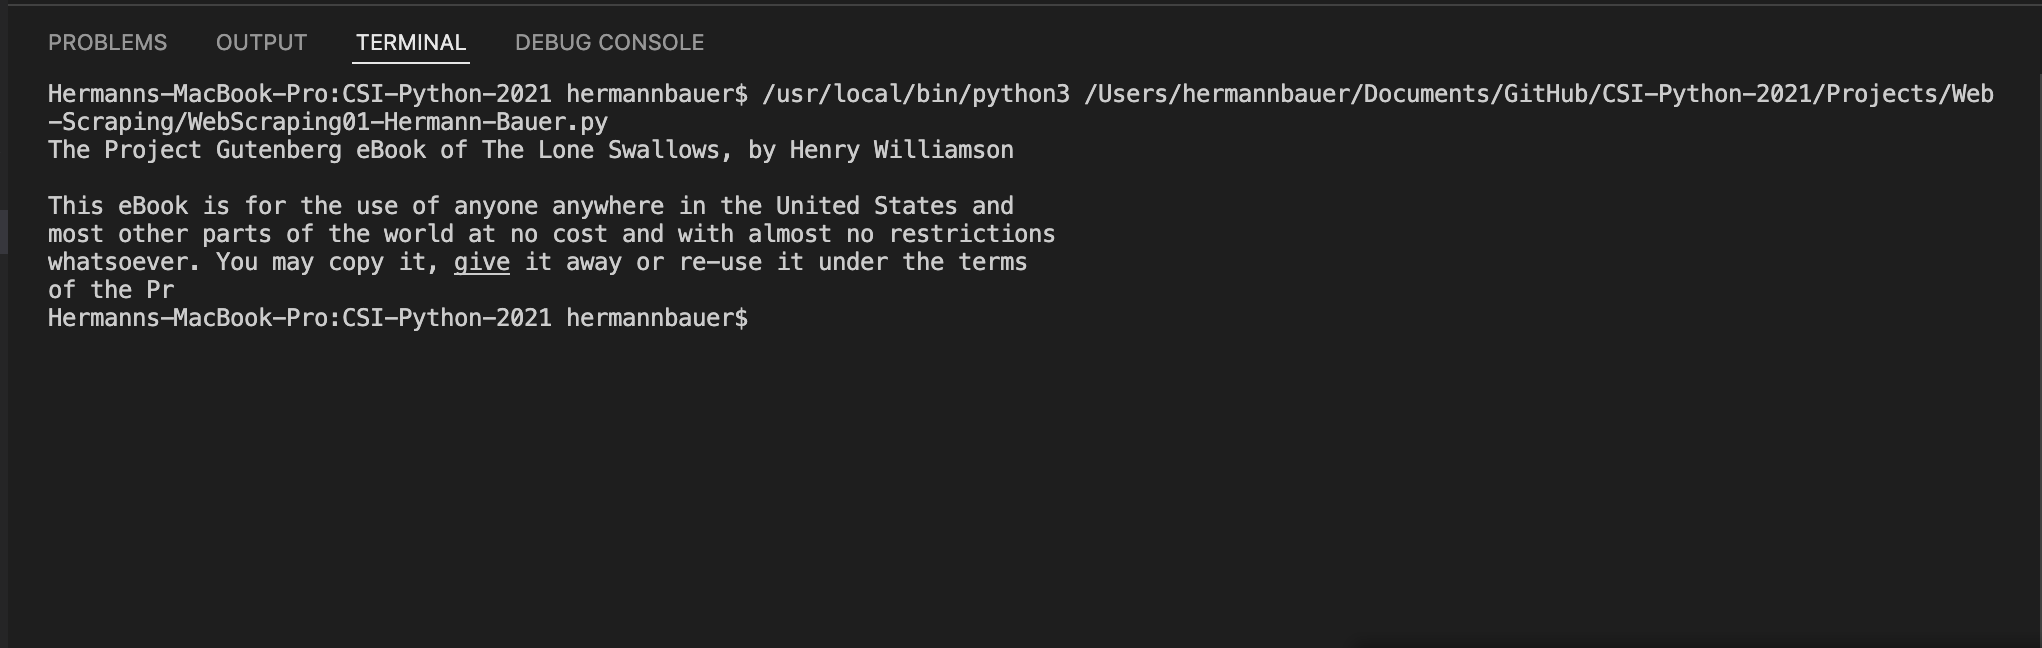 PROBLEMS OUTPUT TERMINAL DEBUG CONSOLE
Hermanns-MacBook-Pro:CSI-Python-2021 hermannbauer$ /usr/local/bin/python3 /Users/hermannbauer/Documents/GitHub/CSI-Python-2021/Projects/Web
-Scraping/WebScraping01-Hermann-Bauer.py
The Project Gutenberg eBook of The Lone Swallows, by Henry Williamson
This eBook is for the use of anyone anywhere in the United States and
most other parts of the world at no cost and with almost no restrictions
whatsoever. You may copy it, give it away or re-use it under the terms
of the Pr
Hermanns-MacBook-Pro:CSI-Python-2021 hermannbauer$